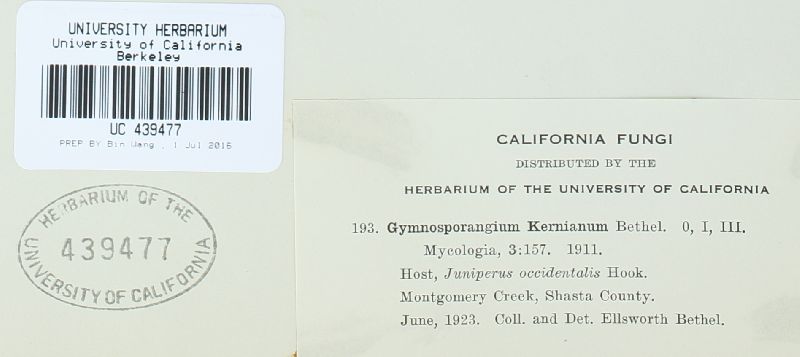 UNIVERSITY HERBARIUM
University of California
Berkeley
UC 439477
PREP BY Bin Wang , 1 Jul 2016
HERBARIUM OF THE
439477
UNIVERSITY OF CALIFORNIA
CALIFORNIA FUNGI
DISTRIBUTED BY THE
HERBARIUM OF THE UNIVERSITY OF CALIFORNIA
193. Gymnosporangium Kernianum Bethel. 0, I, III.
Mycologia, 3:157. 1911.
Host, Juniperus occidentalis Hook.
Montgomery Creek, Shasta County.
June, 1923. Coll. and Det. Ellsworth Bethel.